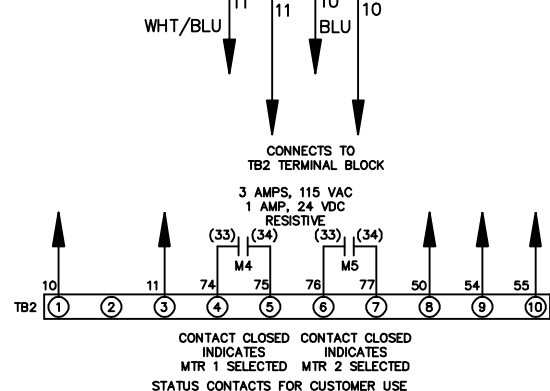 11
10
WHT/BLU
11
BLU
10
CONNECTS TO
TB2 TERMINAL BLOCK
3 AMPS, 115 VAC
1 AMP, 24 VDC
RESISTIVE
(33) (34) (33) (34)
M4 M5
10 11 74 75 76 77 50 54 55
TB2 1 2 3 4 5 6 7 8 9 10
CONTACT CLOSED CONTACT CLOSED
INDICATES INDICATES
MTR 1 SELECTED MTR 2 SELECTED
STATUS CONTACTS FOR CUSTOMER USE